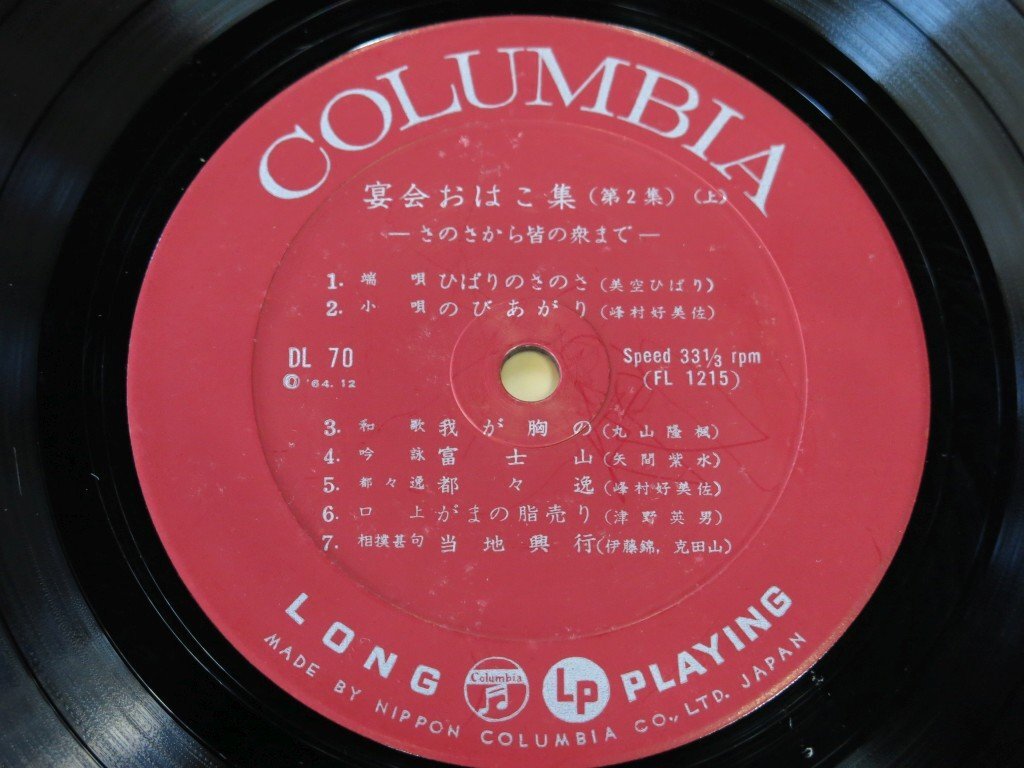 COLUMBIA
宴会おはこ集(第2集)(上)
―さのさから皆の衆まで―
1. 端唄 ひばりのさのさ(美空ひばり)
2. 小唄 のびあがり(峰村好美佐)
DL 70
℗ '64.12
Speed 33 1/3 rpm
(FL 1215)
3. 和歌 我が胸の(丸山隆楓)
4. 吟詠 富士山(矢間紫水)
5. 都々逸 都々逸(峰村好美佐)
6. 口上 がまの脂売り(津野英男)
7. 相撲甚句 当地興行(伊藤錦, 克田山)
LONG Columbia LP PLAYING
MADE BY NIPPON COLUMBIA CO., LTD. JAPAN